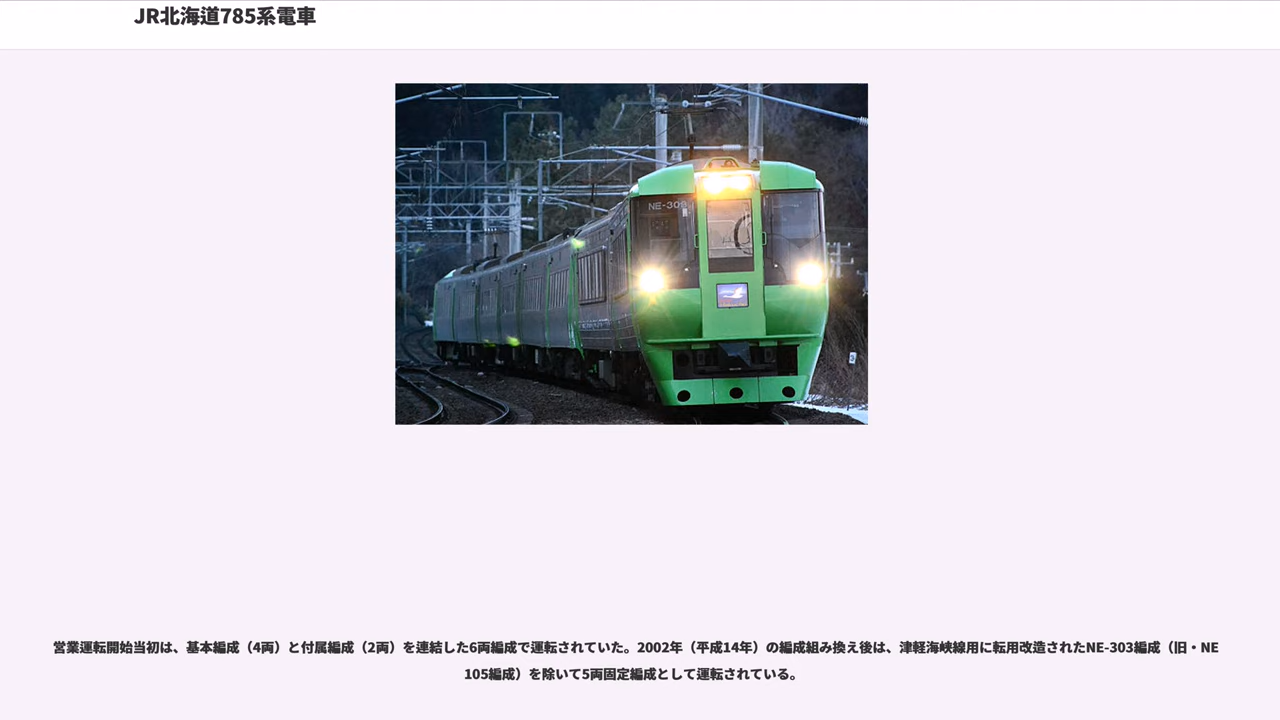 JR北海道785系電車
営業運転開始当初は、基本編成（4両）と付属編成（2両）を連結した6両編成で運転されていた。2002年（平成14年）の編成組み換え後は、津軽海峡線用に転用改造されたNE-303編成（旧・NE
105編成）を除いて5両固定編成として運転されている。